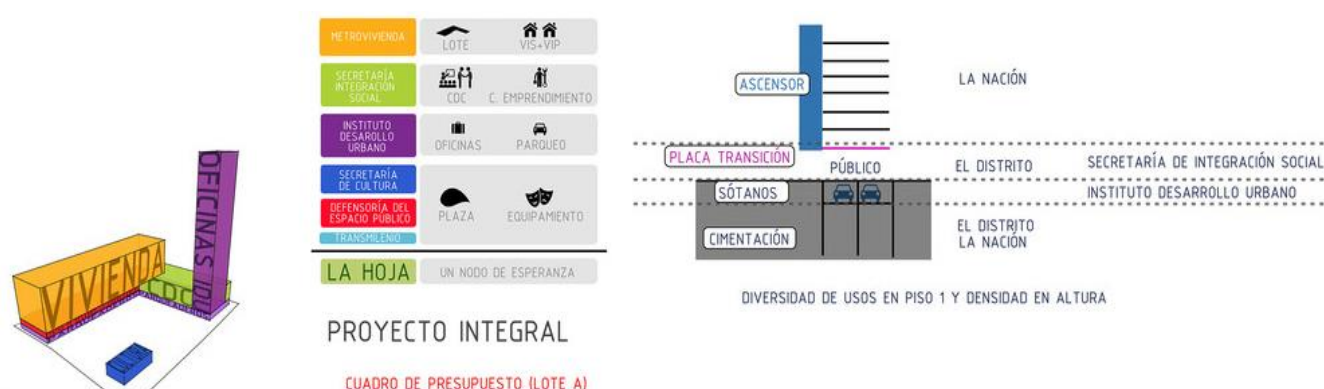 METROVIVIENDA
LOTE
VIS+VIP
SECRETARÍA
INTEGRACIÓN
SOCIAL
CDC
C. EMPRENDIMIENTO
INSTITUTO
DESAROLLO
URBANO
OFICINAS
PARQUEO
SECRETARÍA
DE CULTURA
DEFENSORÍA DEL
ESPACIO PÚBLICO
TRANSMILENIO
PLAZA
EQUIPAMIENTO
LA HOJA
UN NODO DE ESPERANZA
PROYECTO INTEGRAL
CUADRO DE PRESUPUESTO (LOTE A)
VIVIENDA
CDC
OFICINAS IDU
ASCENSOR
LA NACIÓN
PLACA TRANSICIÓN
PÚBLICO
EL DISTRITO
SECRETARÍA DE INTEGRACIÓN SOCIAL
SÓTANOS
INSTITUTO DESARROLLO URBANO
CIMENTACIÓN
EL DISTRITO
LA NACIÓN
DIVERSIDAD DE USOS EN PISO 1 Y DENSIDAD EN ALTURA